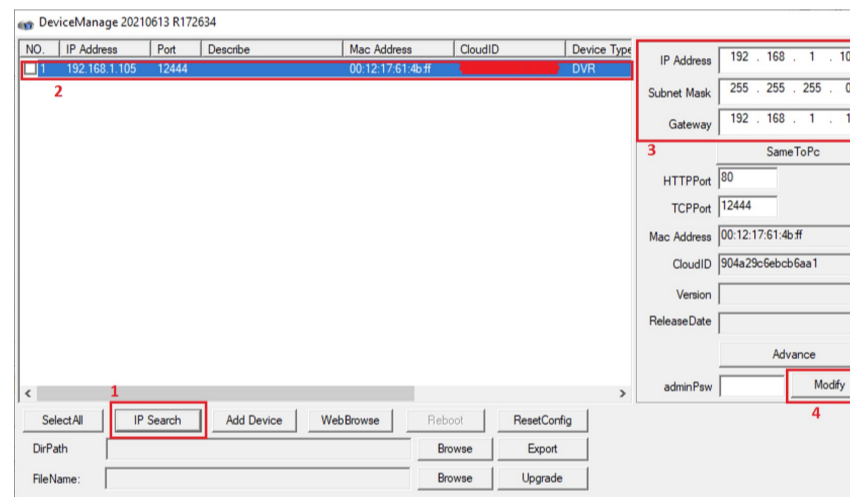 DeviceManage 20210613 R172634
NO. IP Address Port Describe Mac Address CloudID Device Type
1 192.168.1.105 12444 00:12:17:61:4b:ff DVR
2
IP Address 192 . 168 . 1 . 10
Subnet Mask 255 . 255 . 255 . 0
Gateway 192 . 168 . 1 . 1
3
SameToPc
HTTPPort 80
TCPPort 12444
Mac Address 00:12:17:61:4b:ff
CloudID 904a29c6ebcb6aa1
Version
ReleaseDate
Advance
adminPsw Modify
4
1
SelectAll IP Search Add Device WebBrowse Reboot ResetConfig
DirPath Browse Export
FileName: Browse Upgrade